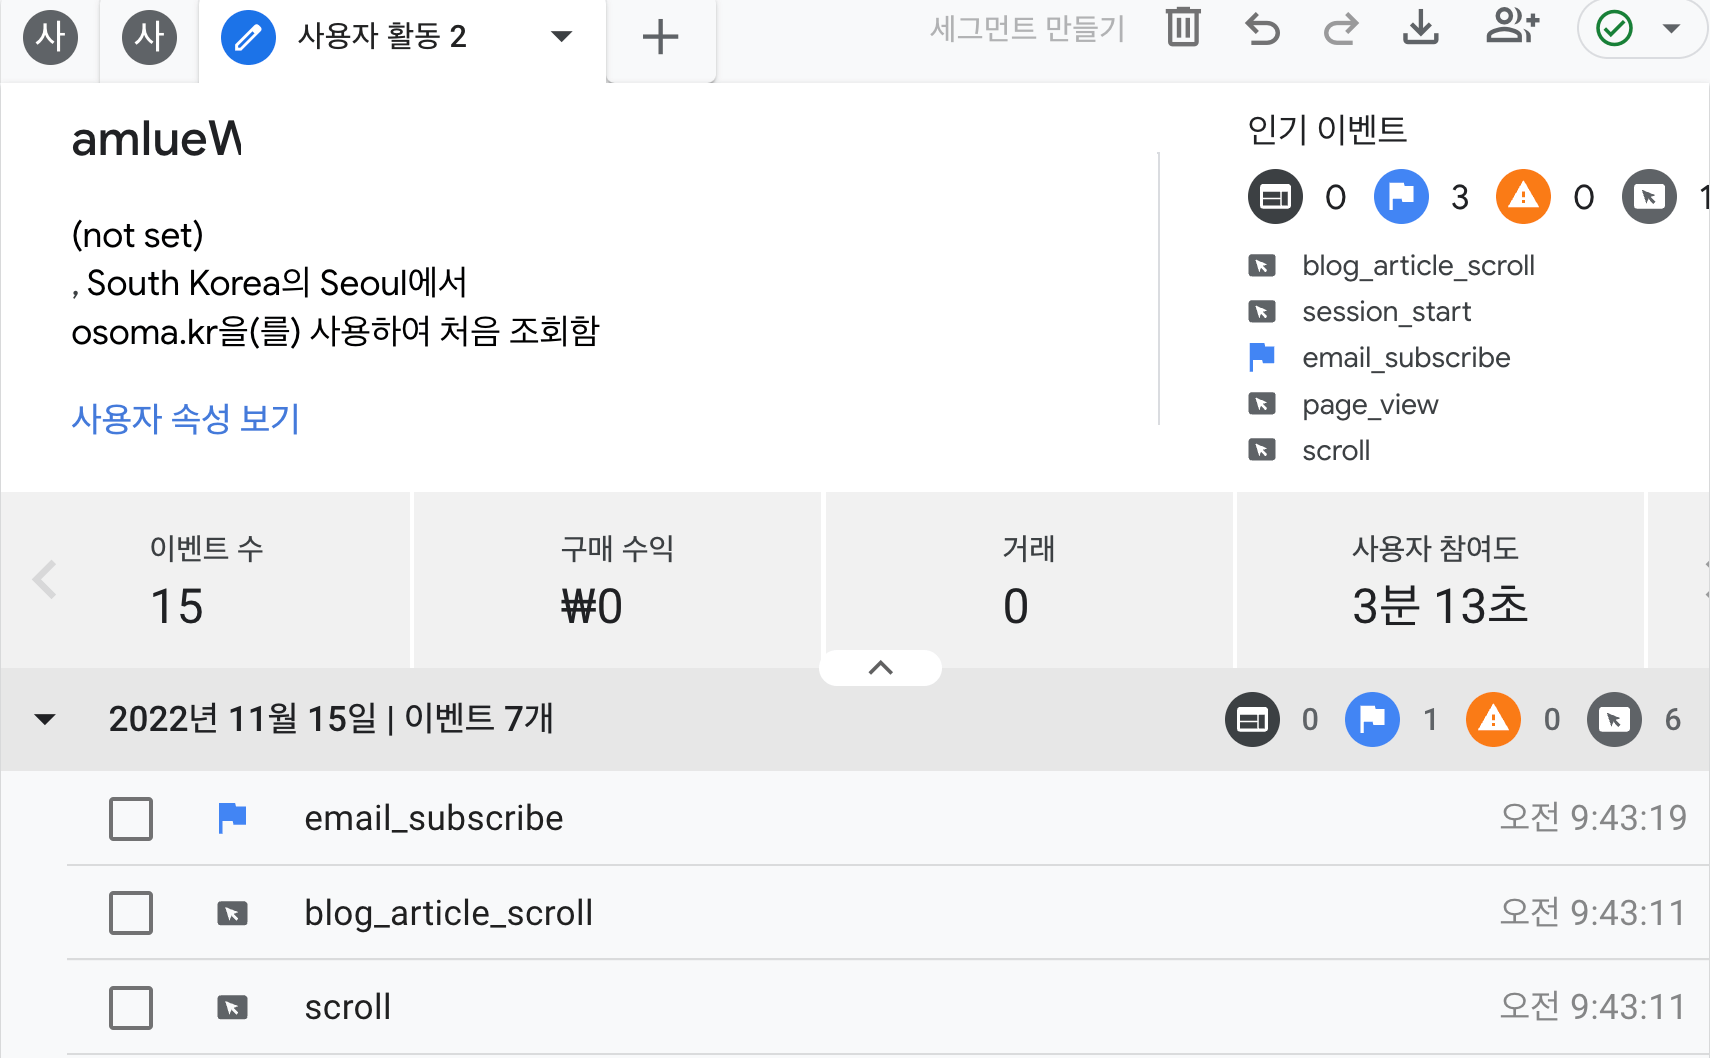 사
사
사용자 활동 2
세그먼트 만들기
amlueW
(not set)
, South Korea의 Seoul에서
osoma.kr을(를) 사용하여 처음 조회함
사용자 속성 보기
인기 이벤트
0 3 0
blog_article_scroll
session_start
email_subscribe
page_view
scroll
이벤트 수
15
구매 수익
₩0
거래
0
사용자 참여도
3분 13초
2022년 11월 15일 | 이벤트 7개
0 1 0 6
email_subscribe 오전 9:43:19
blog_article_scroll 오전 9:43:11
scroll 오전 9:43:11